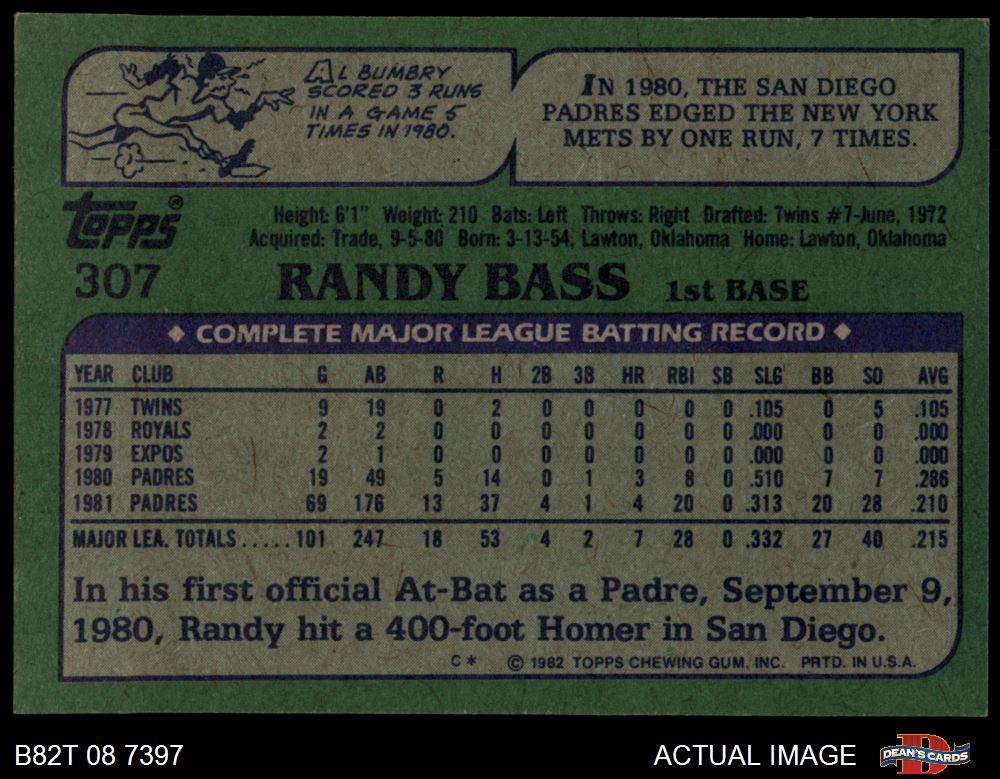 AL BUMBRY
SCORED 3 RUNS
IN A GAME 5
TIMES IN 1980.
IN 1980, THE SAN DIEGO
PADRES EDGED THE NEW YORK
METS BY ONE RUN, 7 TIMES.
TOPPS®
Height: 6'1" Weight: 210 Bats: Left Throws: Right Drafted: Twins #7-June, 1972
Acquired: Trade, 9-5-80 Born: 3-13-54, Lawton, Oklahoma Home: Lawton, Oklahoma
307 RANDY BASS 1st BASE
◆ COMPLETE MAJOR LEAGUE BATTING RECORD ◆
YEAR CLUB G AB R H 2B 3B HR RBI SB SLG BB SO AVG
1977 TWINS 9 19 0 2 0 0 0 0 0 .105 0 5 .105
1978 ROYALS 2 2 0 0 0 0 0 0 0 .000 0 0 .000
1979 EXPOS 2 1 0 0 0 0 0 0 0 .000 0 0 .000
1980 PADRES 19 49 5 14 0 1 3 8 0 .510 7 7 .286
1981 PADRES 69 176 13 37 4 1 4 20 0 .313 20 28 .210
MAJOR LEA. TOTALS.....101 247 18 53 4 2 7 28 0 .332 27 40 .215
In his first official At-Bat as a Padre, September 9,
1980, Randy hit a 400-foot Homer in San Diego.
C* © 1982 TOPPS CHEWING GUM, INC. PRTD. IN U.S.A.
B82T 08 7397 ACTUAL IMAGE D DEAN'S CARDS